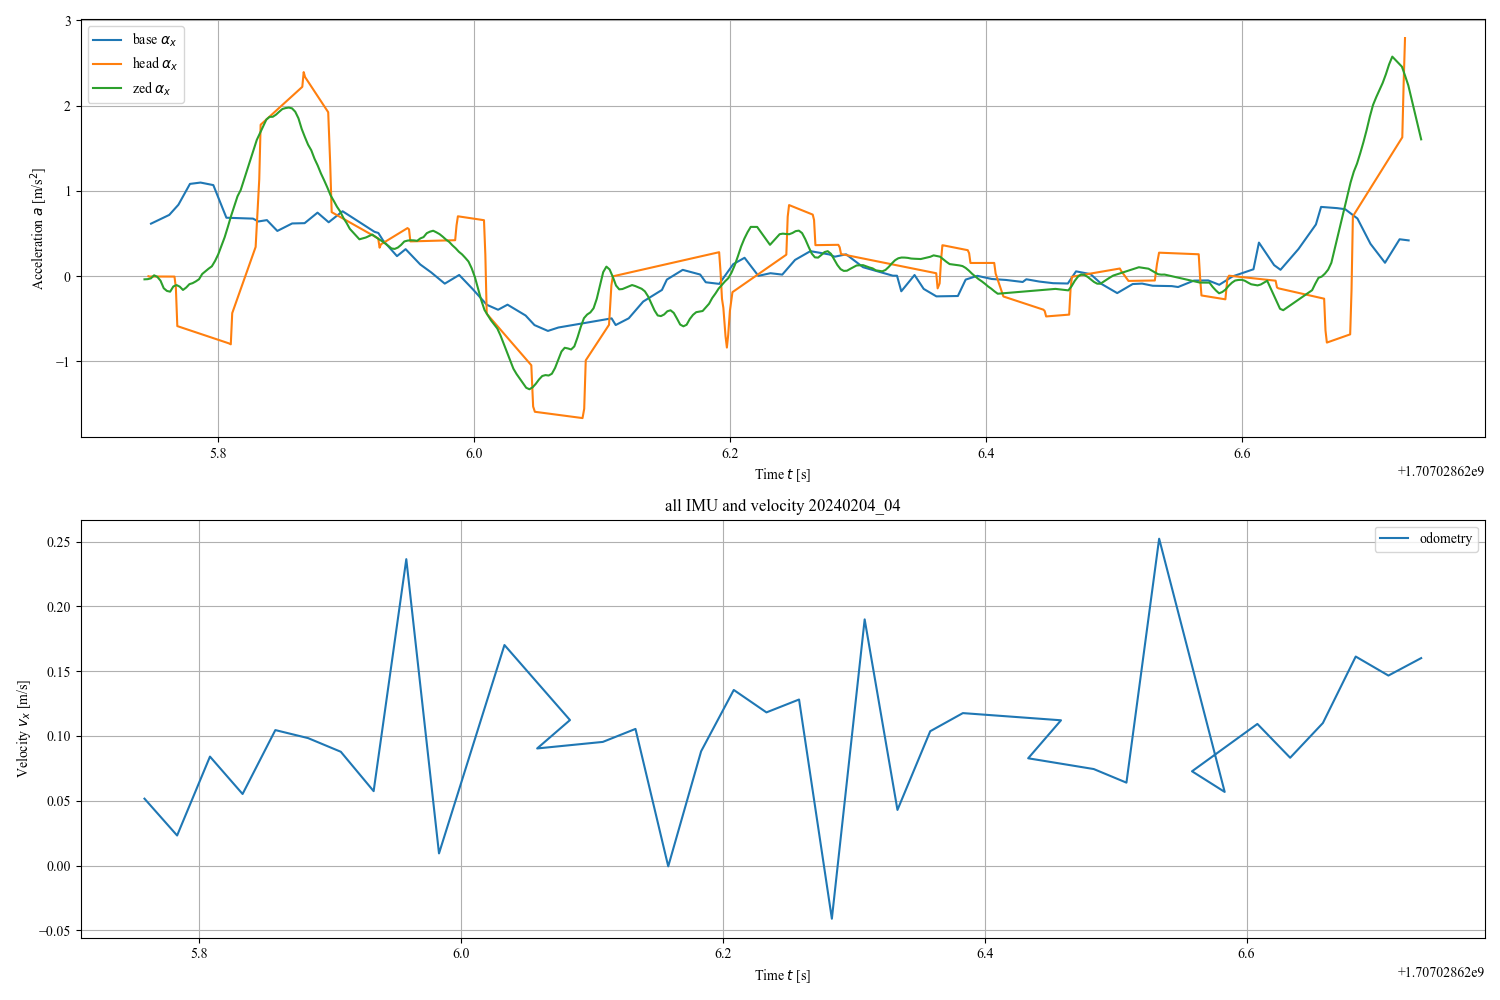 3
2
1
0
−1
Acceleration a [m/s²]
base αₓ
head αₓ
zed αₓ
5.8 6.0 6.2 6.4 6.6
Time t [s]
+1.70702862e9
all IMU and velocity 20240204_04
0.25
0.20
0.15
0.10
0.05
0.00
−0.05
Velocity vₓ [m/s]
odometry
5.8 6.0 6.2 6.4 6.6
Time t [s]
+1.70702862e9